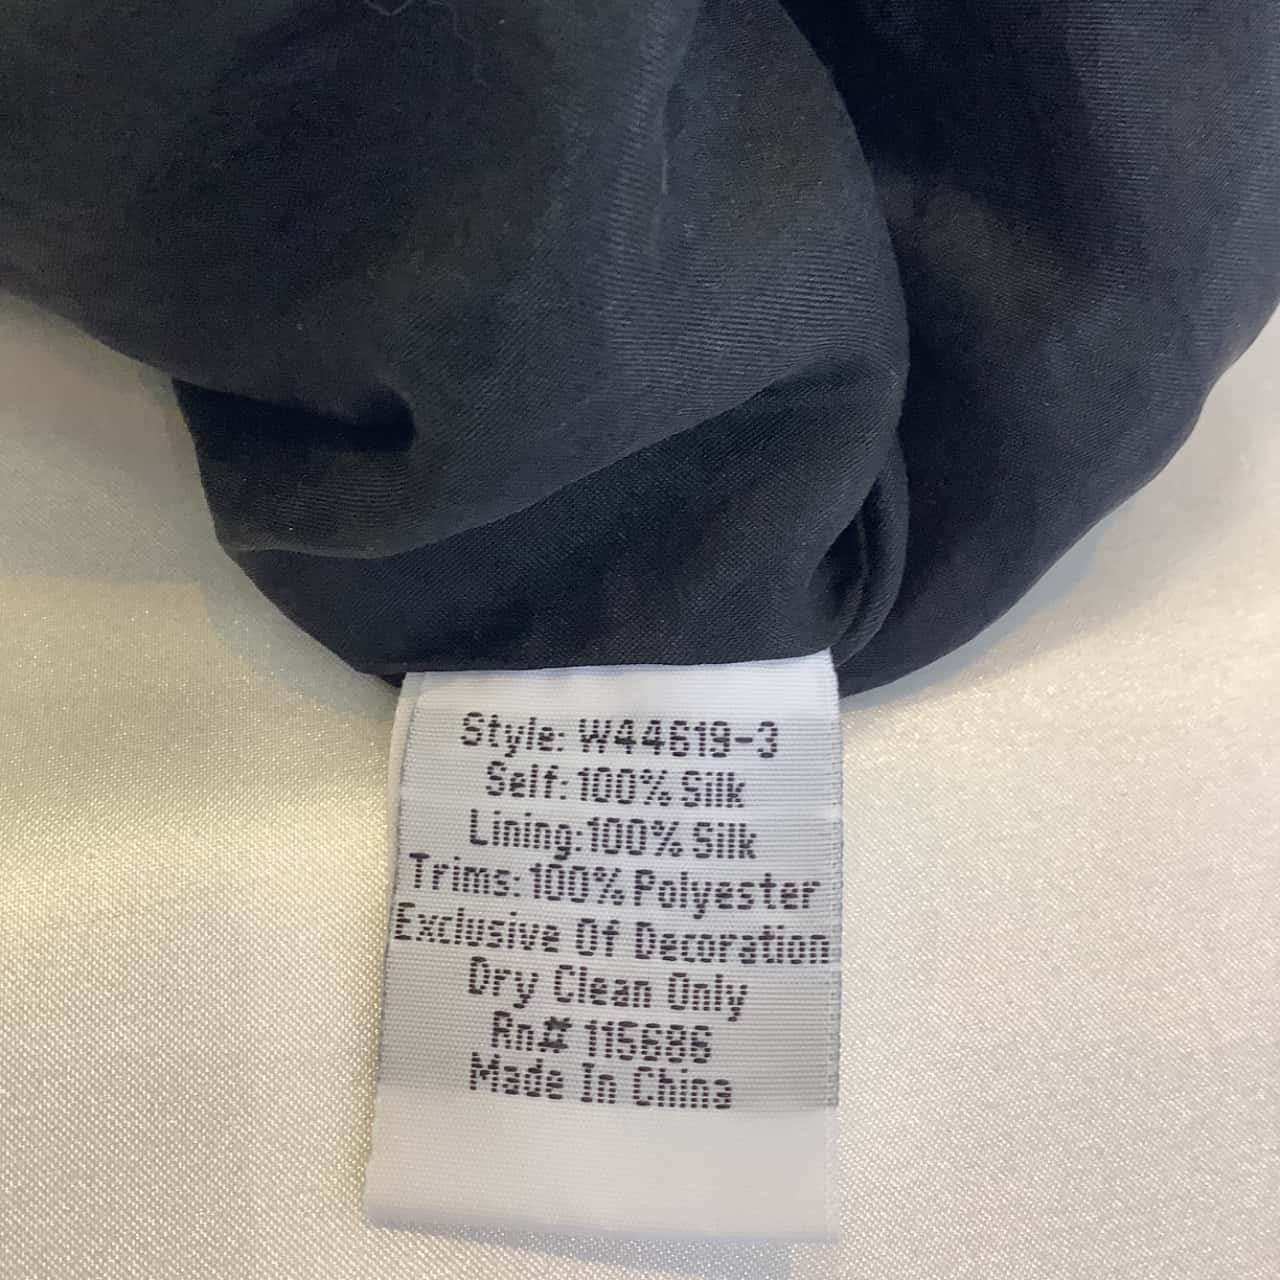 Style: W44619-3
Self: 100% Silk
Lining: 100% Silk
Trims: 100% Polyester
Exclusive Of Decoration
Dry Clean Only
Rn# 115686
Made In China